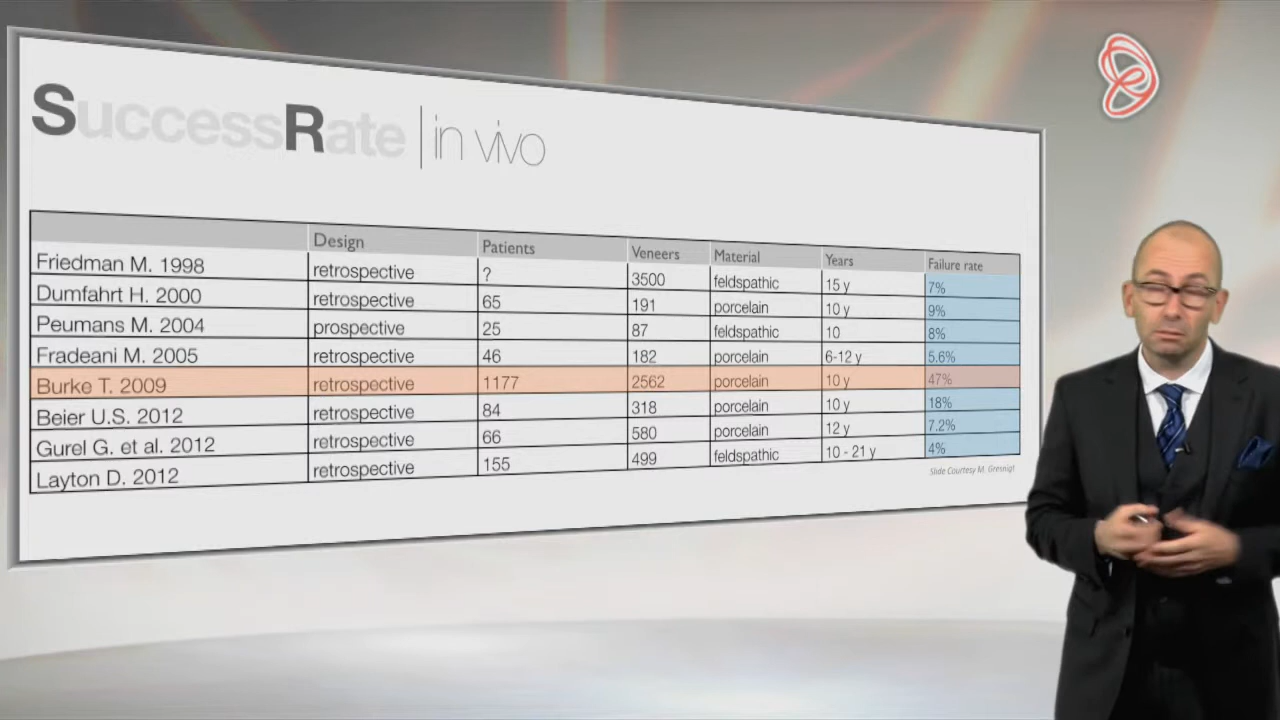 SuccessRate | in vivo
Design Patients Veneers Material Years Failure rate
Friedman M. 1998 retrospective ? 3500 feldspathic 15 y 7%
Dumfahrt H. 2000 retrospective 65 191 porcelain 10 y 9%
Peumans M. 2004 prospective 25 87 feldspathic 10 8%
Fradeani M. 2005 retrospective 46 182 porcelain 6-12 y 5.6%
Burke T. 2009 retrospective 1177 2562 porcelain 10 y 47%
Beier U.S. 2012 retrospective 84 318 porcelain 10 y 18%
Gurel G. et al. 2012 retrospective 66 580 porcelain 12 y 7.2%
Layton D. 2012 retrospective 155 499 feldspathic 10 - 21 y 4%
Slide Courtesy M. Gresnigt